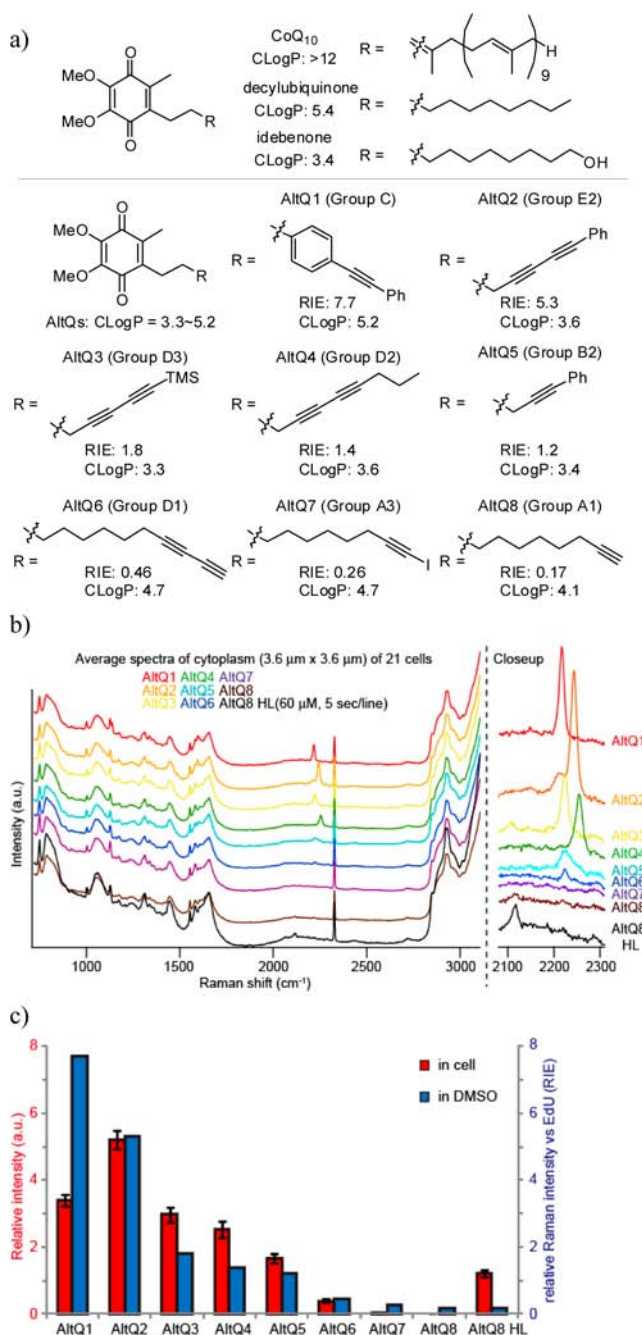 a)
CoQ10
CLogP: >12
R =
H
9
decylubiquinone
CLogP: 5.4
R =
idebenone
CLogP: 3.4
R =
OH
O
MeO
MeO
R
O
AltQ1 (Group C)
AltQ2 (Group E2)
O
MeO
MeO
R
O
R =
Ph
R =
Ph
AltQs: CLogP = 3.3~5.2
RIE: 7.7
CLogP: 5.2
RIE: 5.3
CLogP: 3.6
AltQ3 (Group D3)
AltQ4 (Group D2)
AltQ5 (Group B2)
TMS
Ph
R =
R =
R =
RIE: 1.8
CLogP: 3.3
RIE: 1.4
CLogP: 3.6
RIE: 1.2
CLogP: 3.4
AltQ6 (Group D1)
AltQ7 (Group A3)
AltQ8 (Group A1)
R =
R =
I
R =
RIE: 0.46
CLogP: 4.7
RIE: 0.26
CLogP: 4.7
RIE: 0.17
CLogP: 4.1
b)
Average spectra of cytoplasm (3.6 μm x 3.6 μm) of 21 cells
AltQ1 AltQ4 AltQ7
AltQ2 AltQ5 AltQ8
AltQ3 AltQ6 AltQ8 HL(60 μM, 5 sec/line)
Closeup
AltQ1
AltQ2
AltQ3
AltQ4
AltQ5
AltQ6
AltQ7
AltQ8
AltQ8
HL
Intensity (a.u.)
1000 1500 2000 2500 3000
2100 2200 2300
Raman shift (cm⁻¹)
c)
8
6
4
2
0
Relative intensity (a.u.)
in cell
in DMSO
8
6
4
2
0
relative Raman intensity vs EdU (RIE)
AltQ1 AltQ2 AltQ3 AltQ4 AltQ5 AltQ6 AltQ7 AltQ8 AltQ8 HL